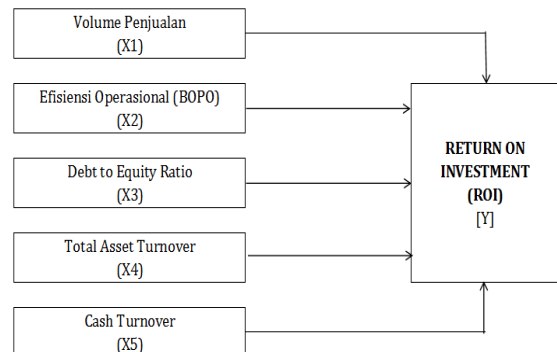 Volume Penjualan
(X1)
Efisiensi Operasional (BOPO)
(X2)
Debt to Equity Ratio
(X3)
Total Asset Turnover
(X4)
Cash Turnover
(X5)
RETURN ON
INVESTMENT
(ROI)
[Y]